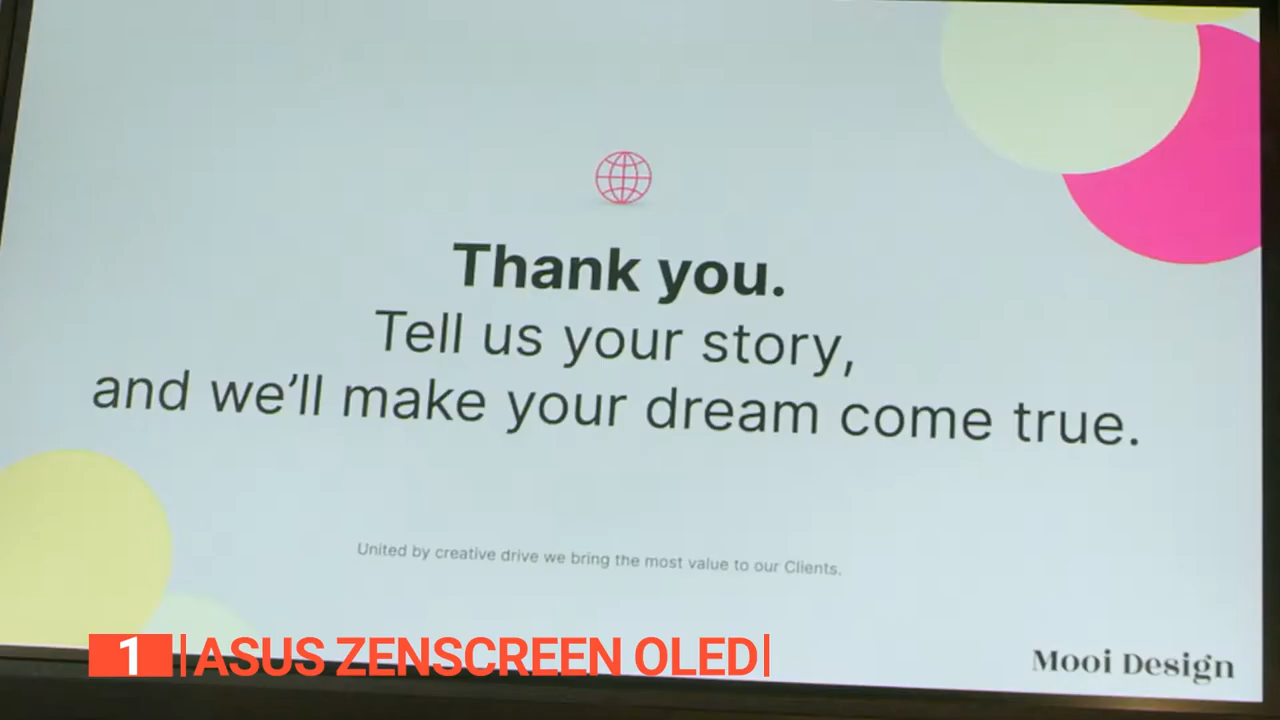 Thank you.
Tell us your story,
and we'll make your dream come true.
United by creative drive we bring the most value to our Clients.
Mooi Design
1 ASUS ZENSCREEN OLED